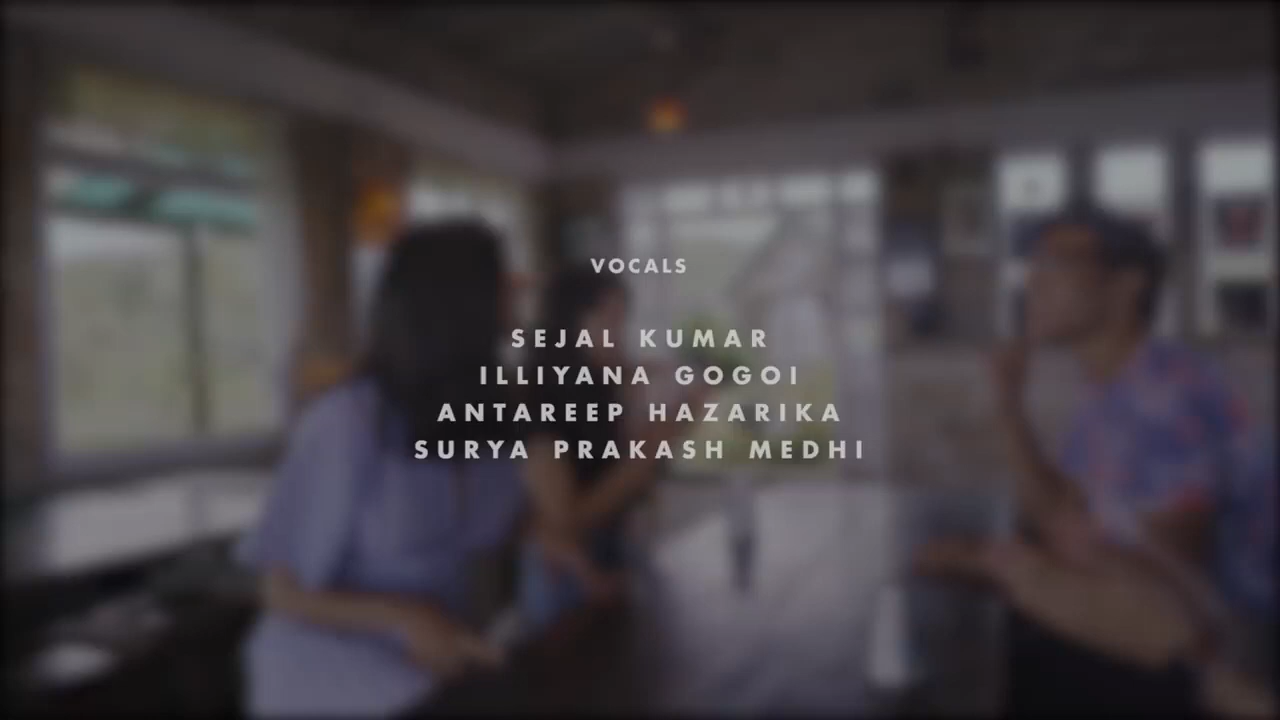 VOCALS
SEJAL KUMAR
ILLIYANA GOGOI
ANTAREEP HAZARIKA
SURYA PRAKASH MEDHI